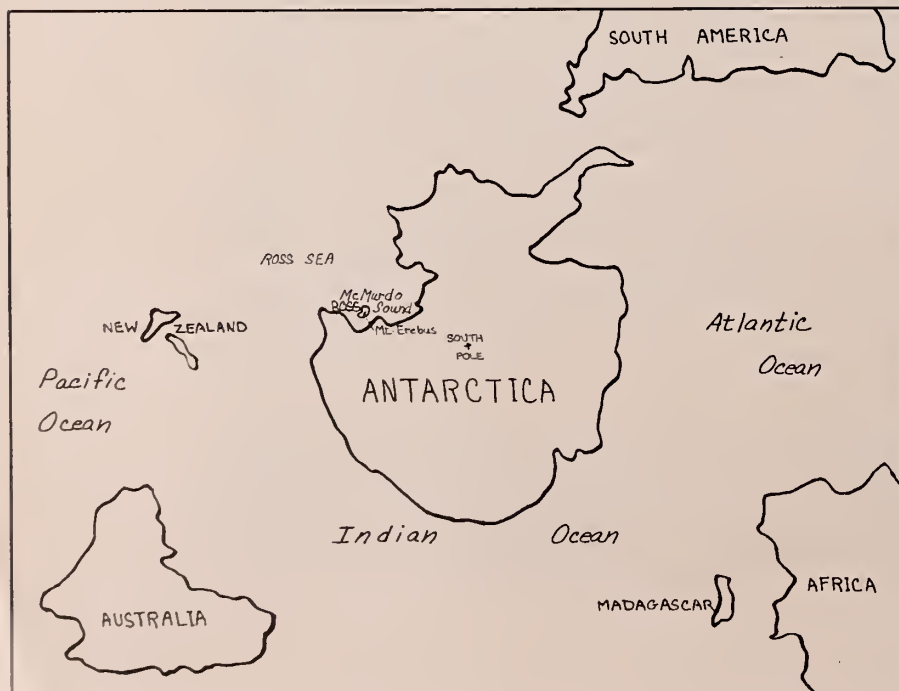 SOUTH AMERICA
ROSS SEA
McMurdo
ROSS Sound
Mt. Erebus
NEW ZEALAND
SOUTH
POLE
Atlantic
Ocean
Pacific
Ocean
ANTARCTICA
Indian Ocean
AUSTRALIA
MADAGASCAR
AFRICA